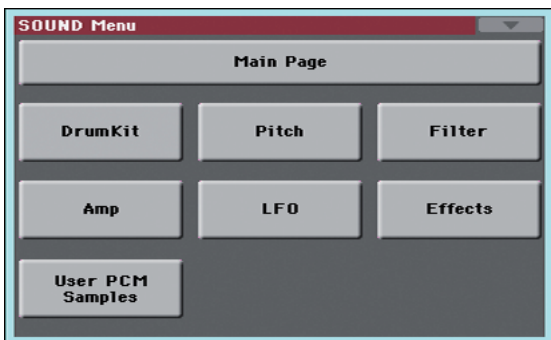 SOUND Menu
Main Page
DrumKit
Pitch
Filter
Amp
LFO
Effects
User PCM
Samples